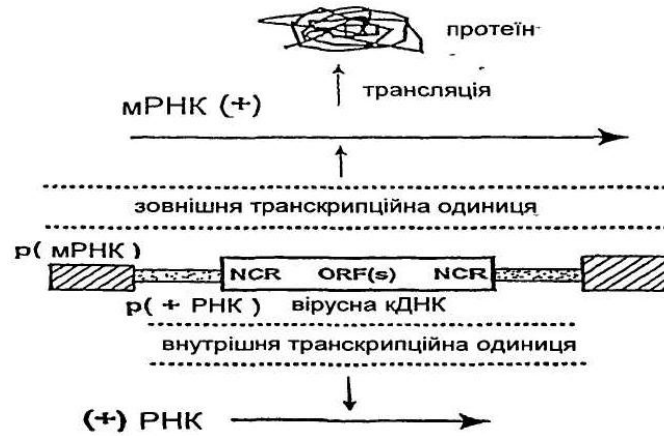 протеїн
трансляція
мРНК (+)
зовнішня транскрипційна одиниця
р( мРНК)
NCR ORF(s) NCR
р( + РНК ) вірусна кДНК
внутрішня транскрипційна одиниця
(+) РНК